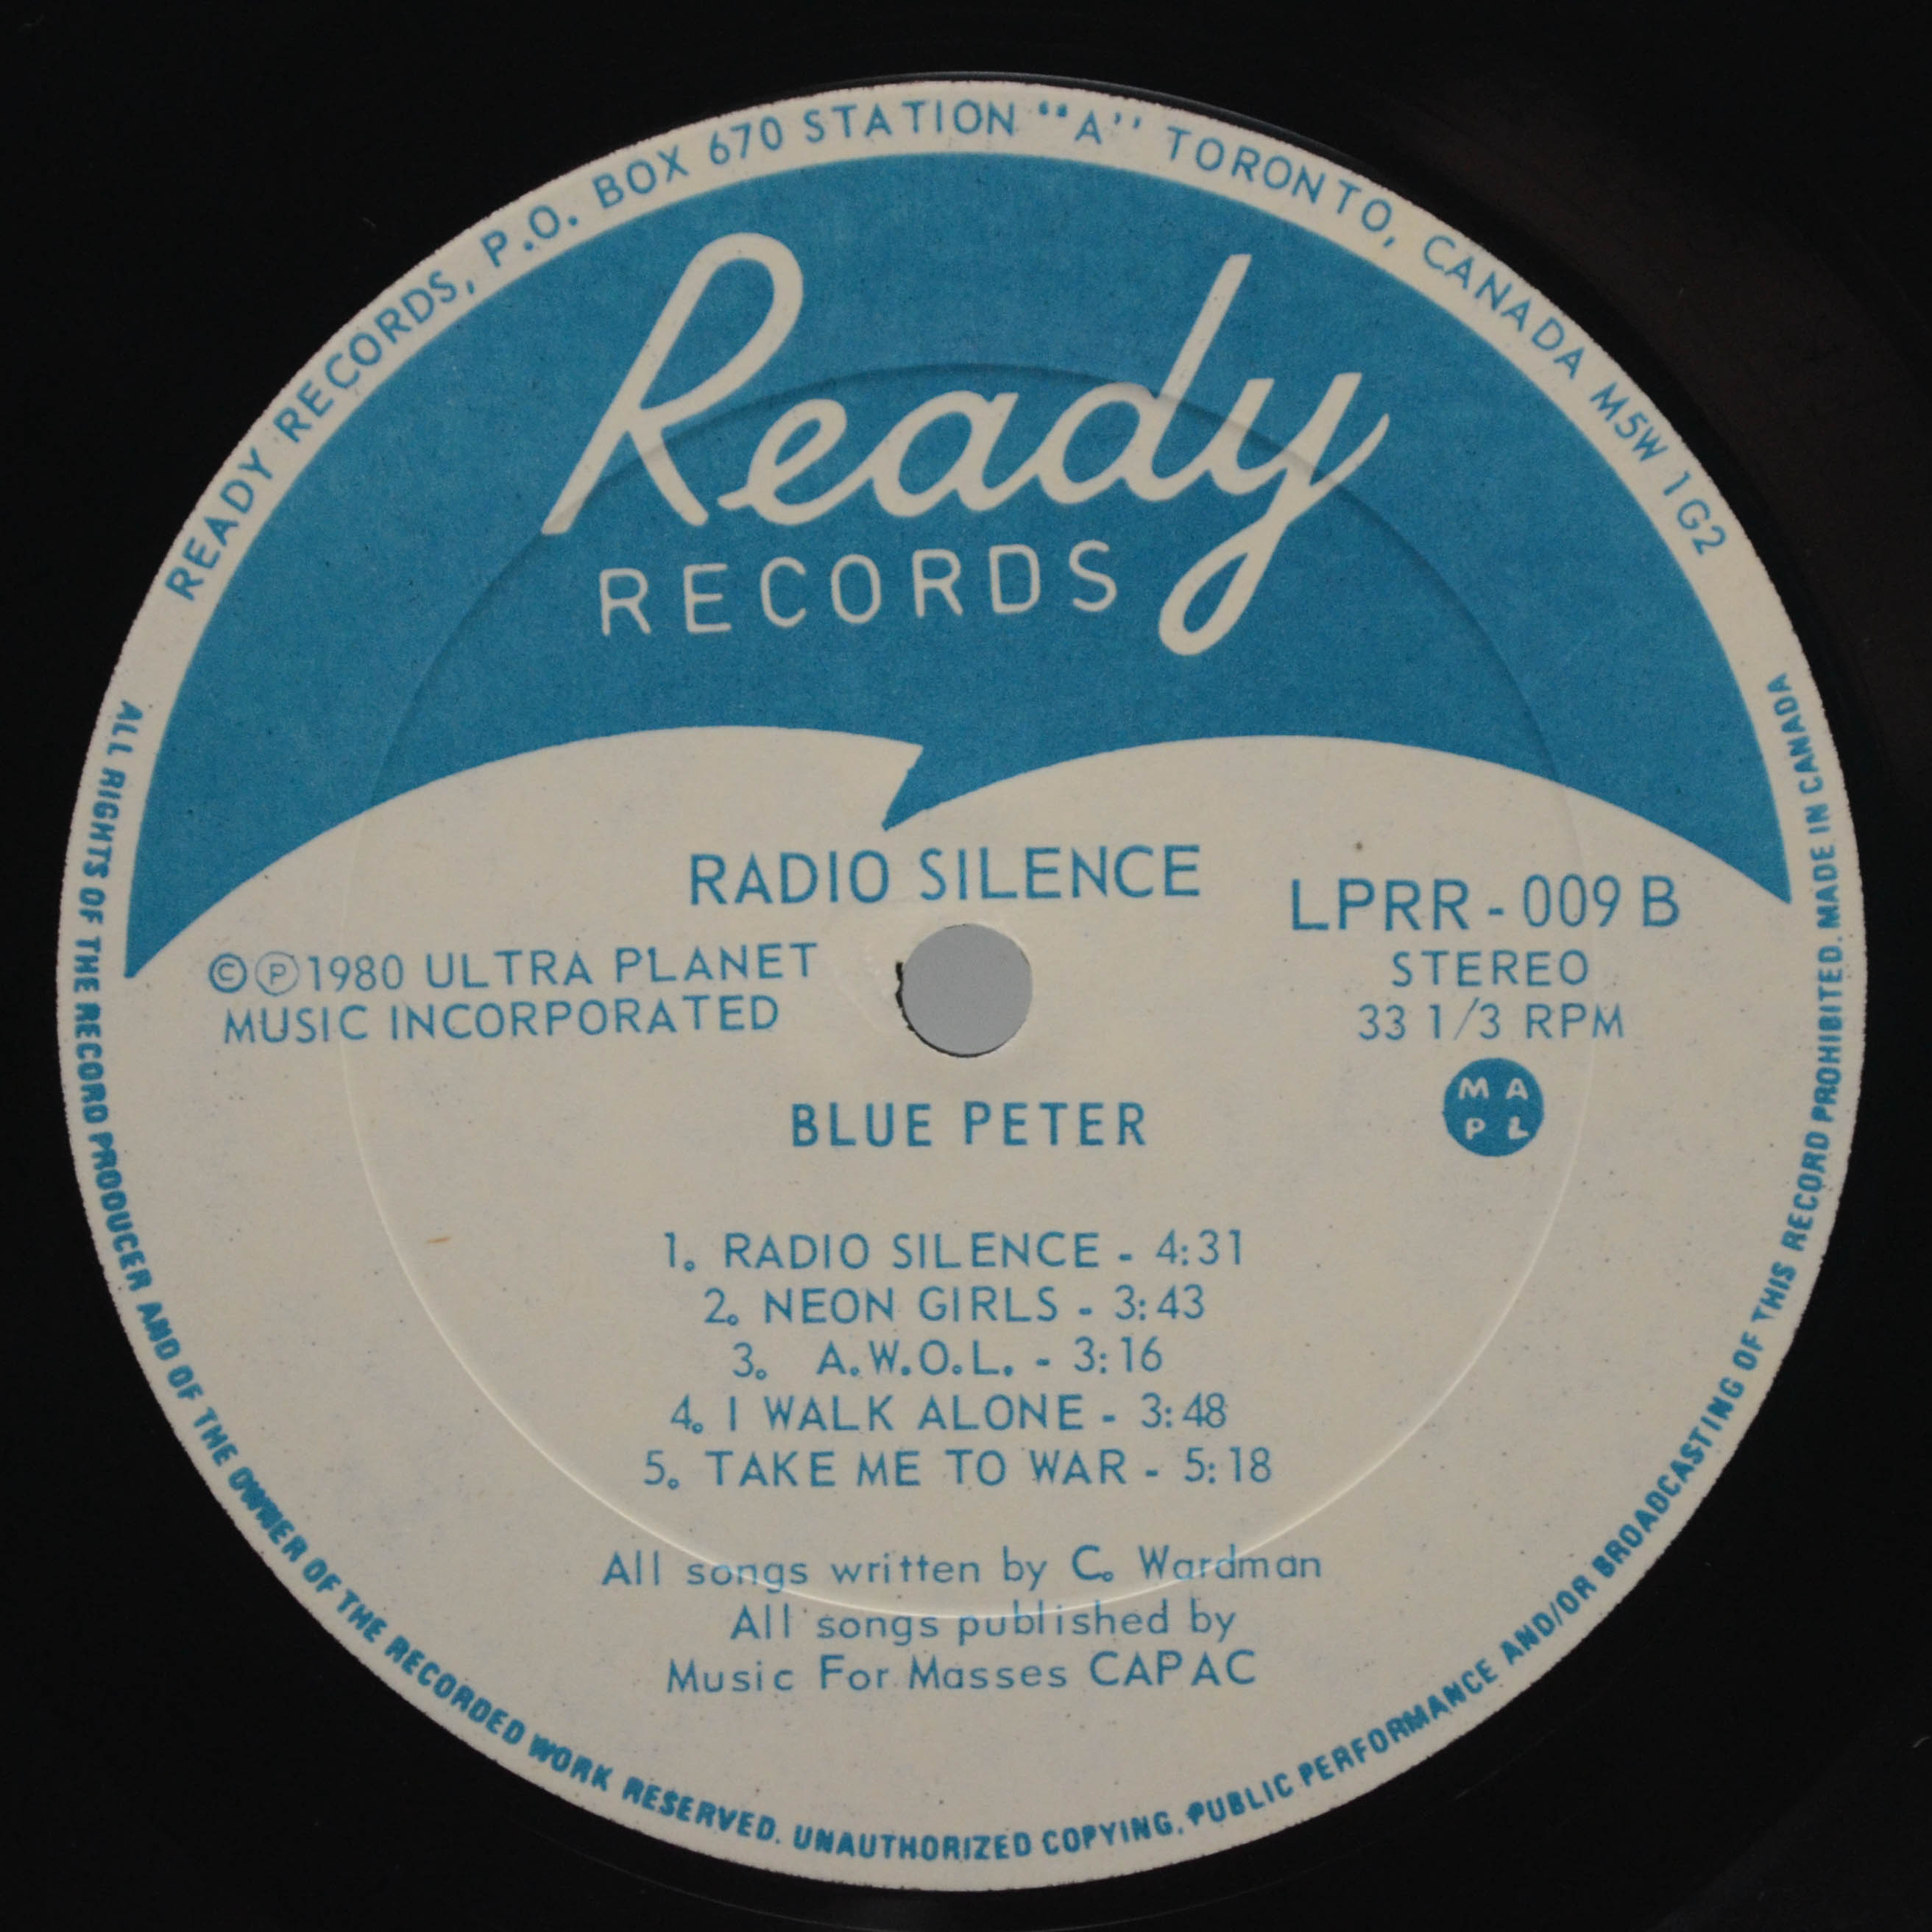 READY RECORDS, P.O. BOX 670 STATION "A" TORONTO, CANADA M5W 1G2
Ready
RECORDS
RADIO SILENCE
LPRR - 009 B
STEREO
33 1/3 RPM
©℗1980 ULTRA PLANET
MUSIC INCORPORATED
M A
P L
BLUE PETER
1. RADIO SILENCE - 4:31
2. NEON GIRLS - 3:43
3. A.W.O.L. - 3:16
4. I WALK ALONE - 3:48
5. TAKE ME TO WAR - 5:18
All songs written by C. Wardman
All songs published by
Music For Masses CAPAC
ALL RIGHTS OF THE RECORD PRODUCER AND OF THE OWNER OF THE RECORDED WORK RESERVED. UNAUTHORIZED COPYING, PUBLIC PERFORMANCE AND/OR BROADCASTING OF THIS RECORD PROHIBITED. MADE IN CANADA